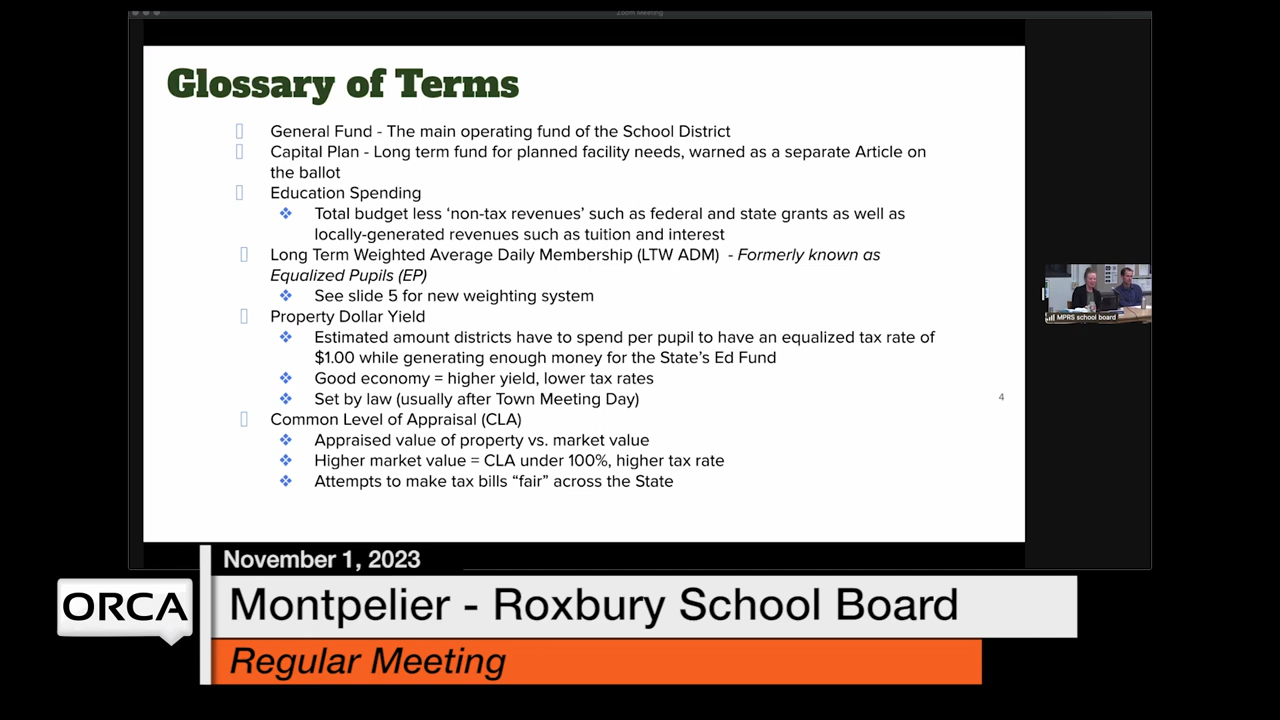 Zoom Meeting
Glossary of Terms
General Fund - The main operating fund of the School District
Capital Plan - Long term fund for planned facility needs, warned as a separate Article on
the ballot
Education Spending
Total budget less ‘non-tax revenues’ such as federal and state grants as well as
locally-generated revenues such as tuition and interest
Long Term Weighted Average Daily Membership (LTW ADM) - Formerly known as
Equalized Pupils (EP)
See slide 5 for new weighting system
Property Dollar Yield
Estimated amount districts have to spend per pupil to have an equalized tax rate of
$1.00 while generating enough money for the State’s Ed Fund
Good economy = higher yield, lower tax rates
Set by law (usually after Town Meeting Day)
4
Common Level of Appraisal (CLA)
Appraised value of property vs. market value
Higher market value = CLA under 100%, higher tax rate
Attempts to make tax bills “fair” across the State
MPRS school board
November 1, 2023
ORCA
Montpelier - Roxbury School Board
Regular Meeting